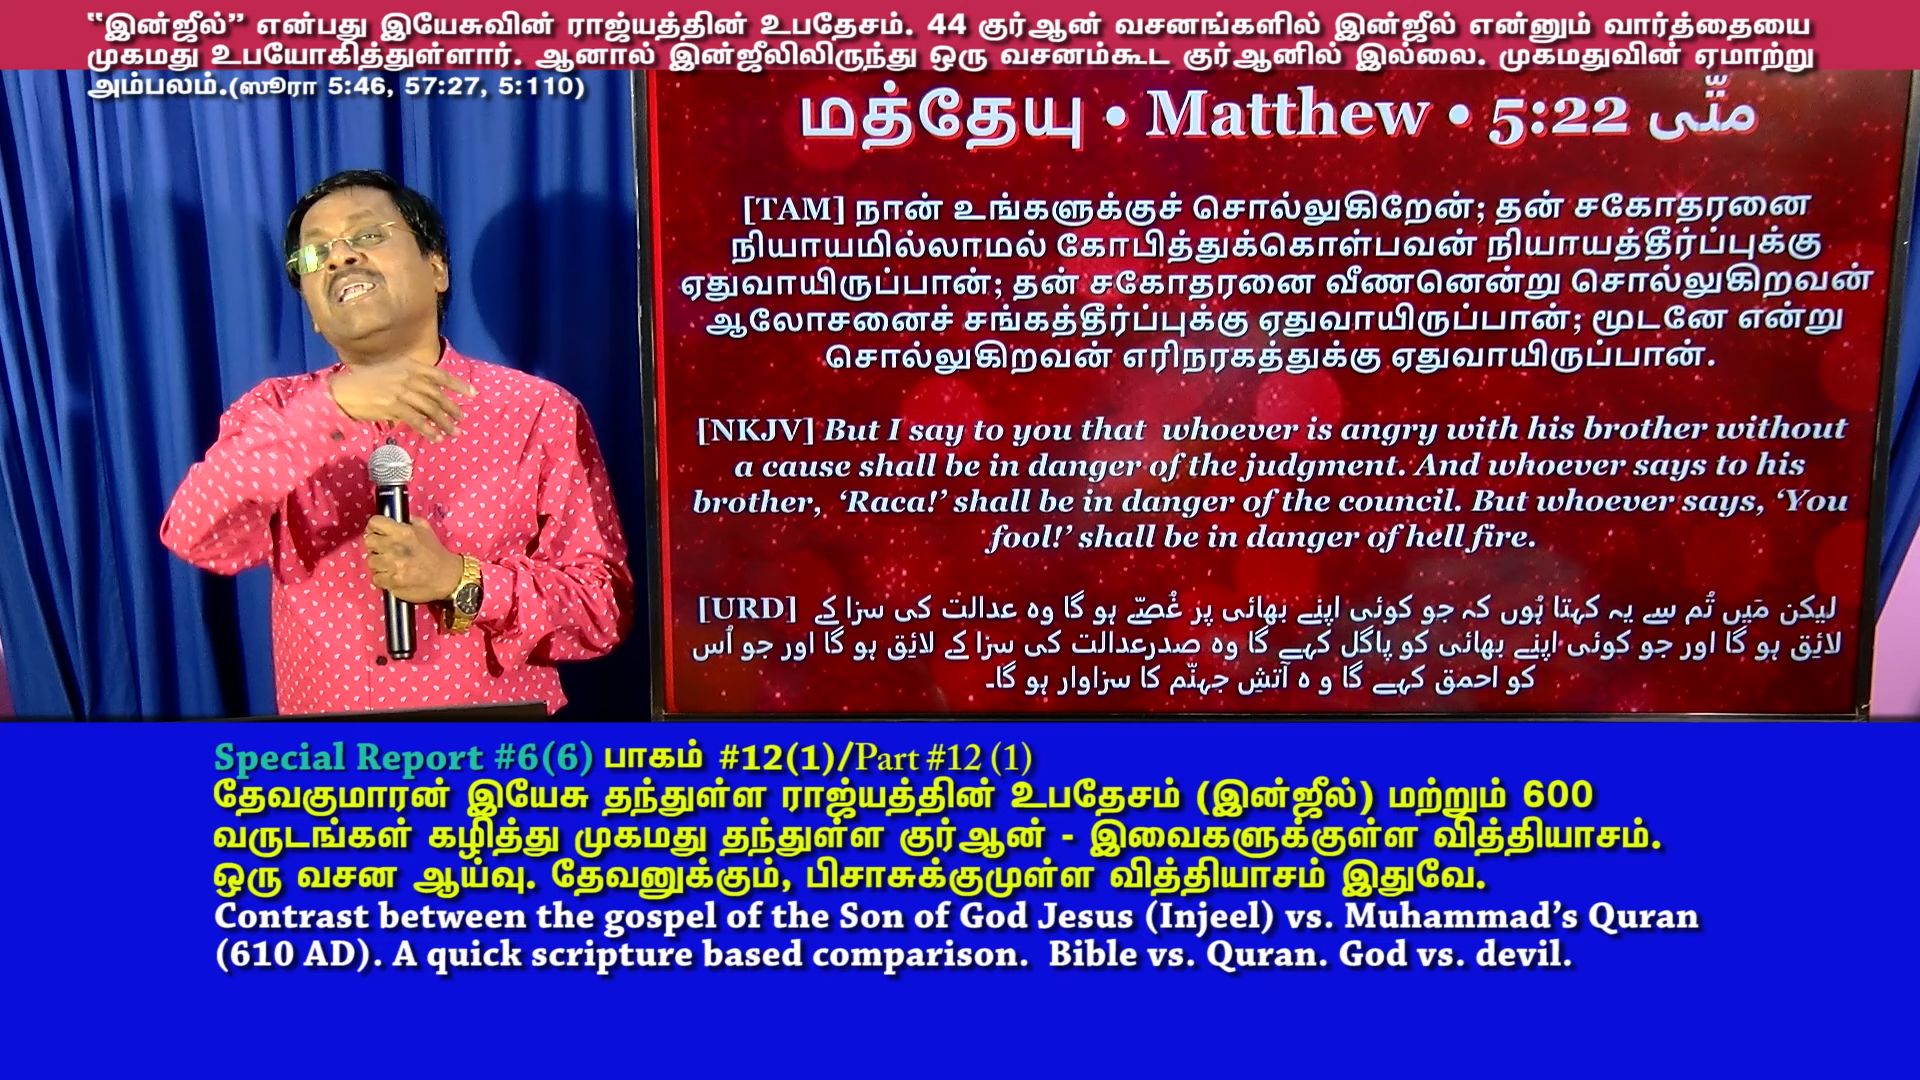 “இன்ஜீல்” என்பது இயேசுவின் ராஜ்யத்தின் உபதேசம். 44 குர்ஆன் வசனங்களில் இன்ஜீல் என்னும் வார்த்தையை
முகமது உபயோகித்துள்ளார். ஆனால் இன்ஜீலிலிருந்து ஒரு வசனம்கூட குர்ஆனில் இல்லை. முகமதுவின் ஏமாற்று
அம்பலம்.(ஸூரா 5:46, 57:27, 5:110)
மத்தேயு • Matthew • 5:22 متّی
[TAM] நான் உங்களுக்குச் சொல்லுகிறேன்; தன் சகோதரனை
நியாயமில்லாமல் கோபித்துக்கொள்பவன் நியாயத்தீர்ப்புக்கு
ஏதுவாயிருப்பான்; தன் சகோதரனை வீணனென்று சொல்லுகிறவன்
ஆலோசனைச் சங்கத்தீர்ப்புக்கு ஏதுவாயிருப்பான்; மூடனே என்று
சொல்லுகிறவன் எரிநரகத்துக்கு ஏதுவாயிருப்பான்.
[NKJV] But I say to you that whoever is angry with his brother without
a cause shall be in danger of the judgment. And whoever says to his
brother, ‘Raca!’ shall be in danger of the council. But whoever says, ‘You
fool!’ shall be in danger of hell fire.
[URD] لیکن مَیں تُم سے یہ کہتا ہُوں کہ جو کوئی اپنے بھائی پر غُصّے ہو گا وہ عدالت کی سزا کے
لائِق ہو گا اور جو کوئی اپنے بھائی کو پاگل کہے گا وہ صدرعدالت کی سزا کے لائِق ہو گا اور جو اُس
کو احمق کہے گا و ہ آتشِ جہنّم کا سزاوار ہو گا۔
Special Report #6(6) பாகம் #12(1)/Part #12 (1)
தேவகுமாரன் இயேசு தந்துள்ள ராஜ்யத்தின் உபதேசம் (இன்ஜீல்) மற்றும் 600
வருடங்கள் கழித்து முகமது தந்துள்ள குர்ஆன் - இவைகளுக்குள்ள வித்தியாசம்.
ஒரு வசன ஆய்வு. தேவனுக்கும், பிசாசுக்குமுள்ள வித்தியாசம் இதுவே.
Contrast between the gospel of the Son of God Jesus (Injeel) vs. Muhammad’s Quran
(610 AD). A quick scripture based comparison. Bible vs. Quran. God vs. devil.